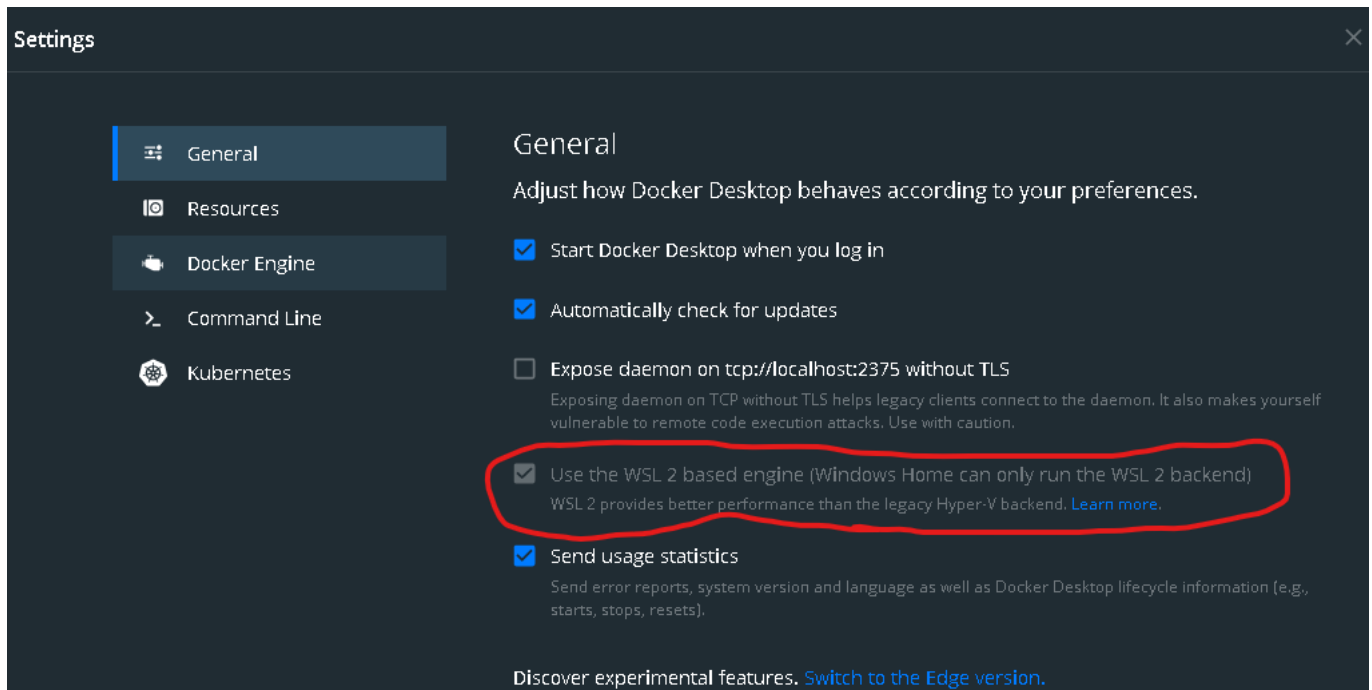 Settings
General
Resources
Docker Engine
Command Line
Kubernetes
General
Adjust how Docker Desktop behaves according to your preferences.
Start Docker Desktop when you log in
Automatically check for updates
Expose daemon on tcp://localhost:2375 without TLS
Exposing daemon on TCP without TLS helps legacy clients connect to the daemon. It also makes yourself
vulnerable to remote code execution attacks. Use with caution.
Use the WSL 2 based engine (Windows Home can only run the WSL 2 backend)
WSL 2 provides better performance than the legacy Hyper-V backend. Learn more.
Send usage statistics
Send error reports, system version and language as well as Docker Desktop lifecycle information (e.g.,
starts, stops, resets).
Discover experimental features. Switch to the Edge version.